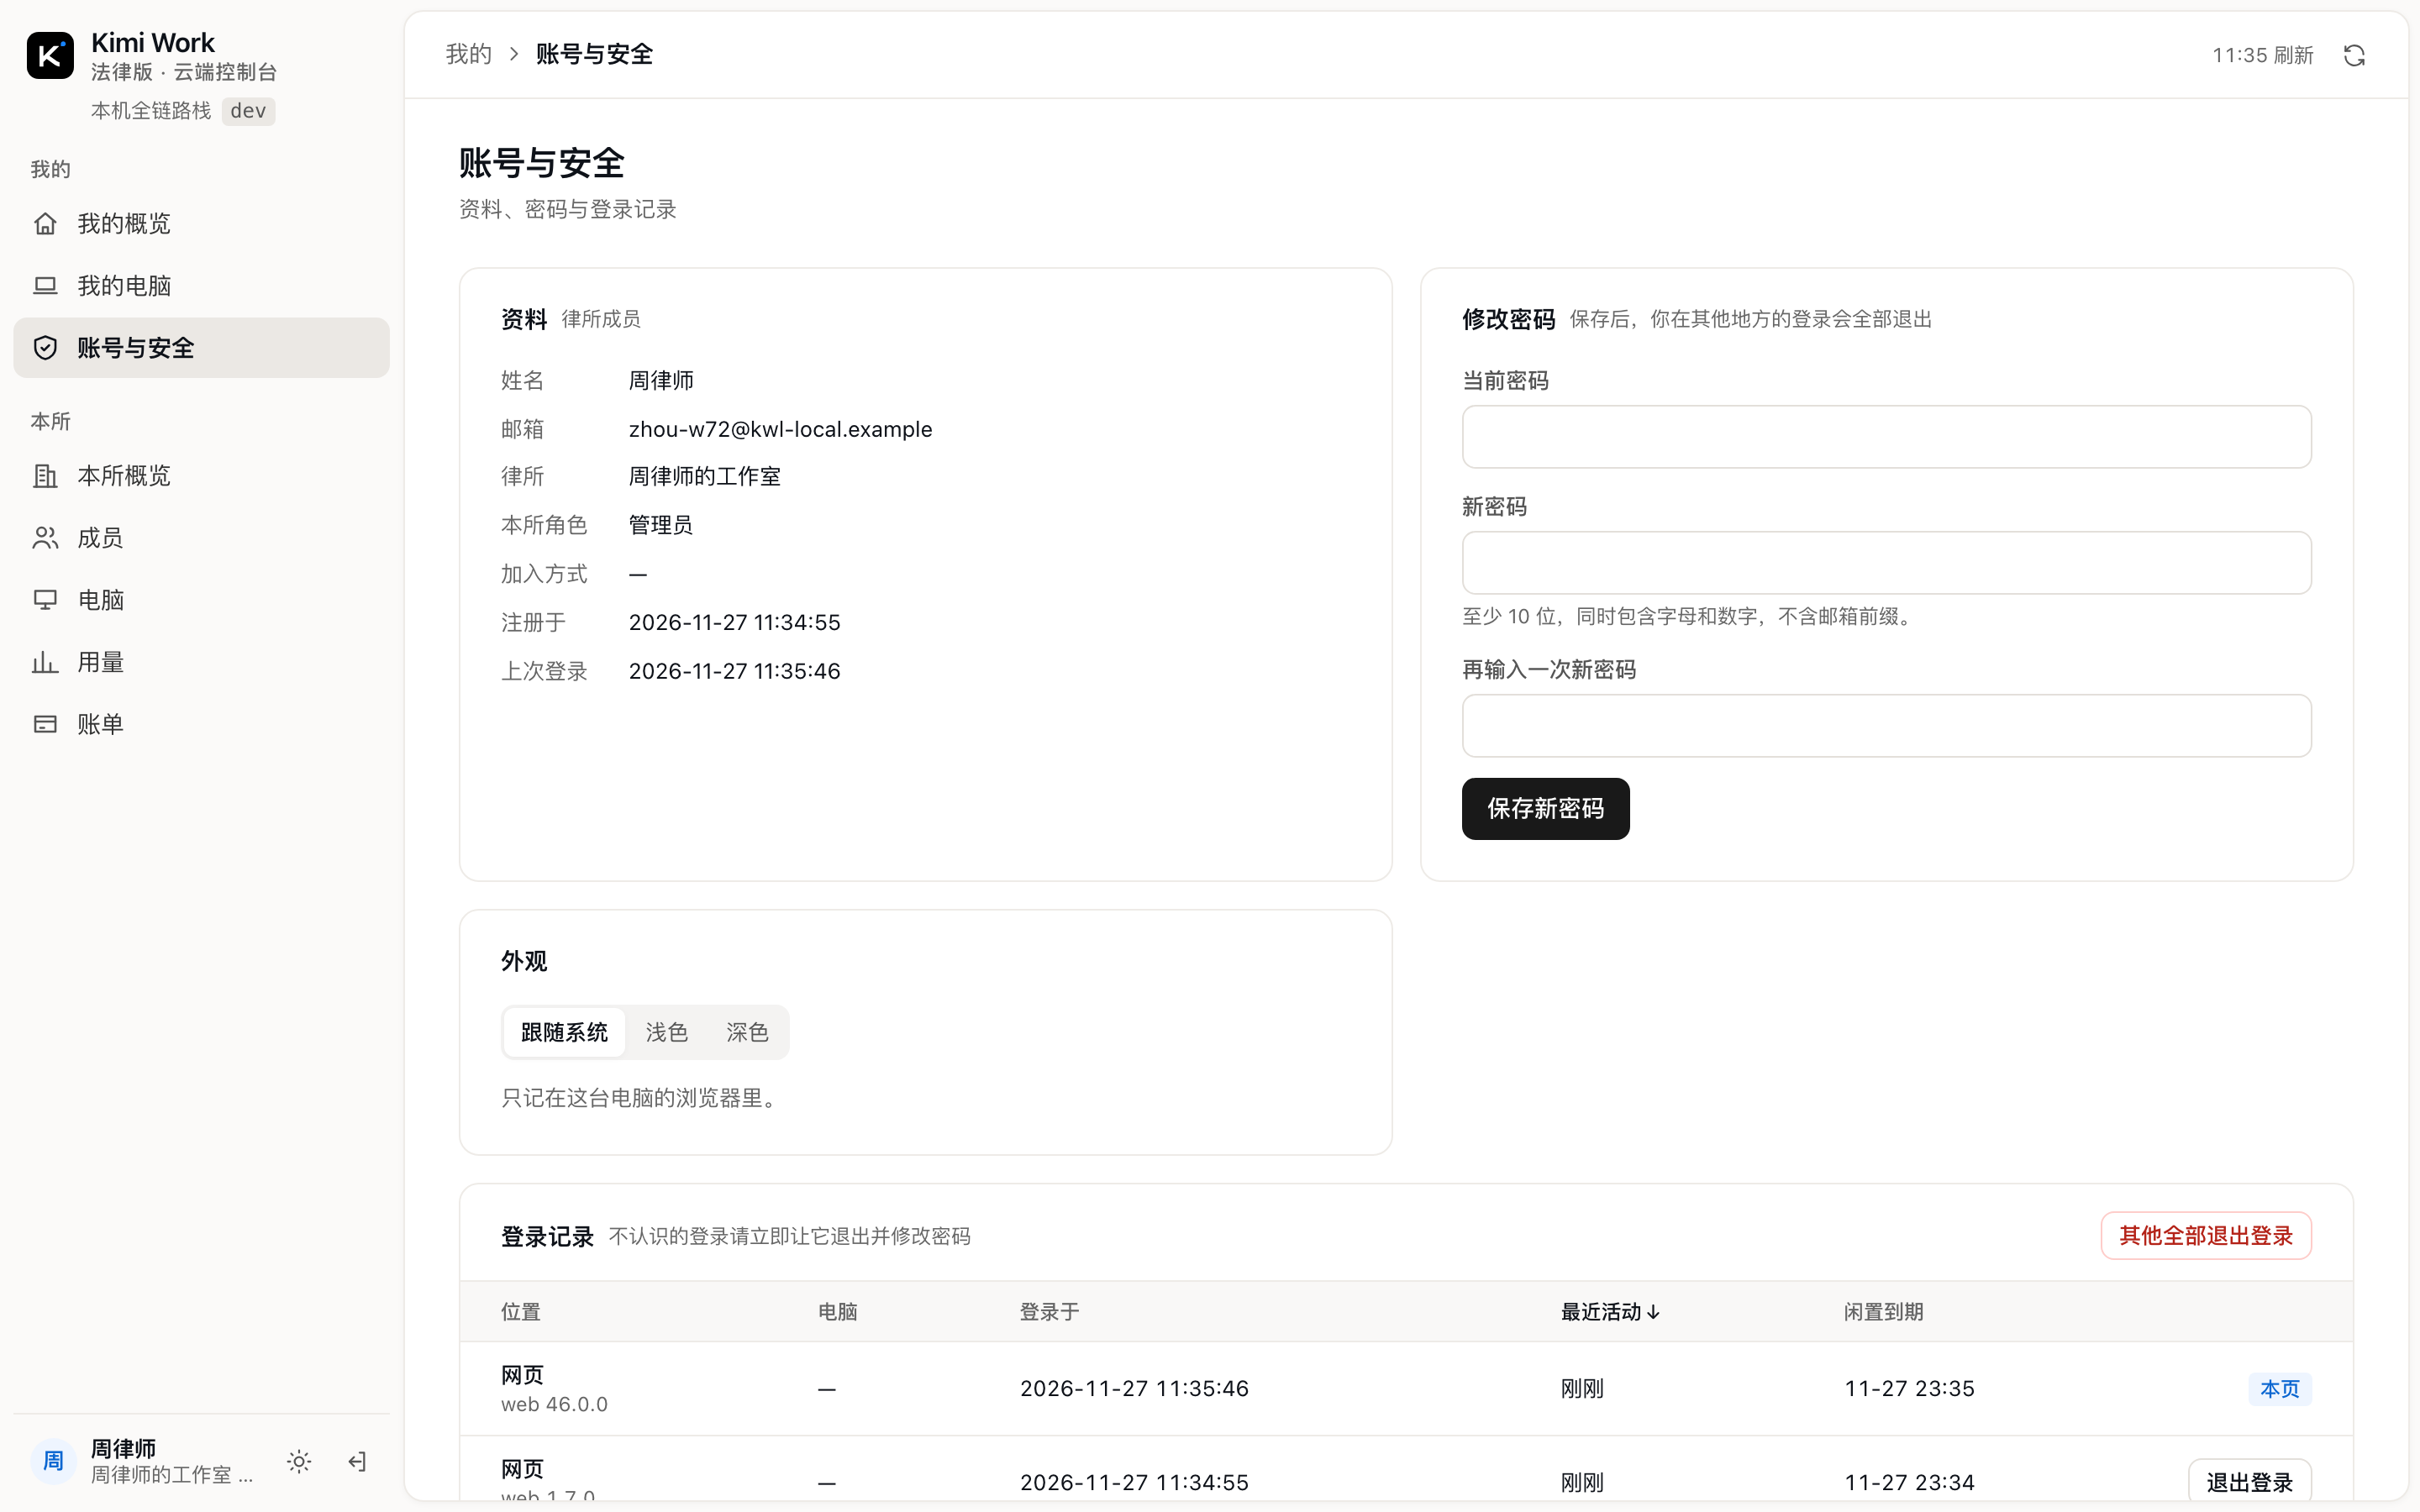 Kimi Work
法律版 · 云端控制台
本机全链路栈 dev
我的
我的概览
我的电脑
账号与安全
本所
本所概览
成员
电脑
用量
账单
周
周律师
周律师的工作室 ...
我的 > 账号与安全
11:35 刷新
账号与安全
资料、密码与登录记录
资料 律所成员
姓名 周律师
邮箱 zhou-w72@kwl-local.example
律所 周律师的工作室
本所角色 管理员
加入方式 —
注册于 2026-11-27 11:34:55
上次登录 2026-11-27 11:35:46
修改密码 保存后，你在其他地方的登录会全部退出
当前密码
新密码
至少 10 位，同时包含字母和数字，不含邮箱前缀。
再输入一次新密码
保存新密码
外观
跟随系统 浅色 深色
只记在这台电脑的浏览器里。
登录记录 不认识的登录请立即让它退出并修改密码
其他全部退出登录
位置 电脑 登录于 最近活动↓ 闲置到期
网页
web 46.0.0
— 2026-11-27 11:35:46 刚刚 11-27 23:35 本页
网页
web 1.7.0
— 2026-11-27 11:34:55 刚刚 11-27 23:34 退出登录